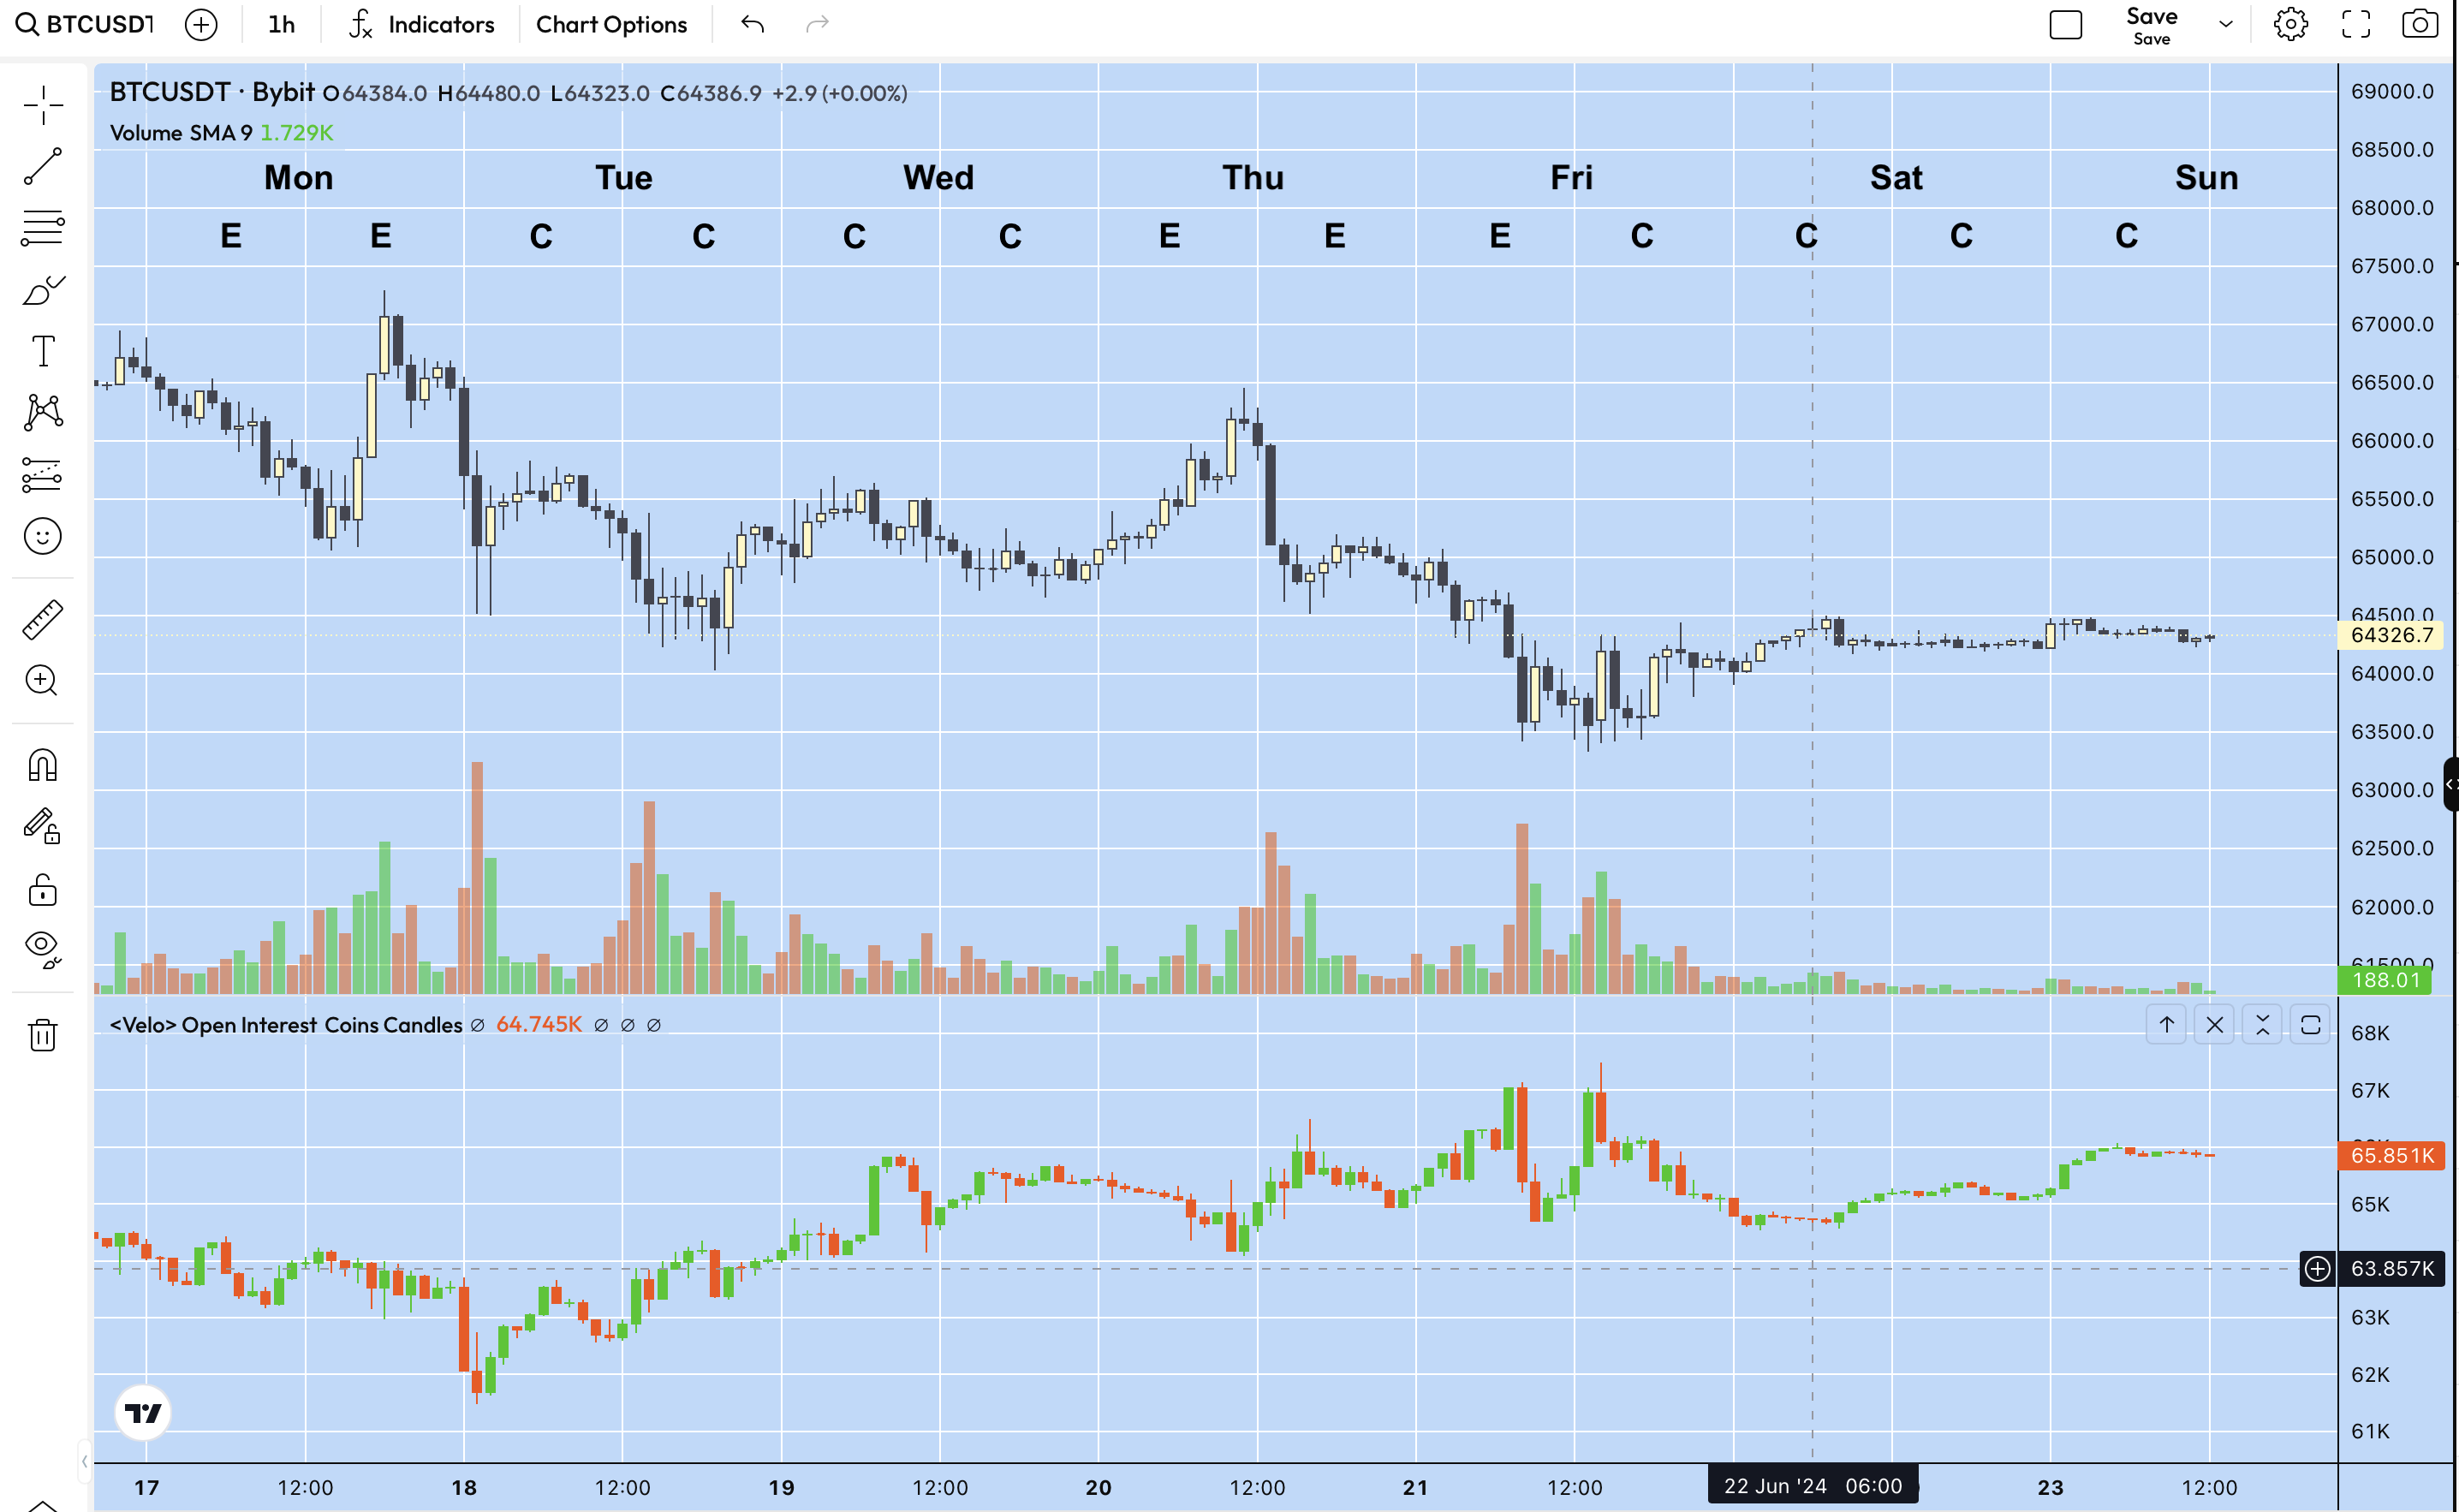 BTCUSDT
1h
Indicators
Chart Options
Save
Save
BTCUSDT · Bybit O64384.0 H64480.0 L64323.0 C64386.9 +2.9 (+0.00%)
Volume SMA 9 1.729K
Mon Tue Wed Thu Fri Sat Sun
E E C C C C E E E C C C C
69000.0
68500.0
68000.0
67500.0
67000.0
66500.0
66000.0
65500.0
65000.0
64500.0
64326.7
64000.0
63500.0
63000.0
62500.0
62000.0
61500.0
188.01
<Velo> Open Interest Coins Candles ∅ 64.745K ∅ ∅ ∅
68K
67K
65.851K
65K
63.857K
63K
62K
61K
17 12:00 18 12:00 19 12:00 20 12:00 21 12:00 22 Jun '24 06:00 23 12:00